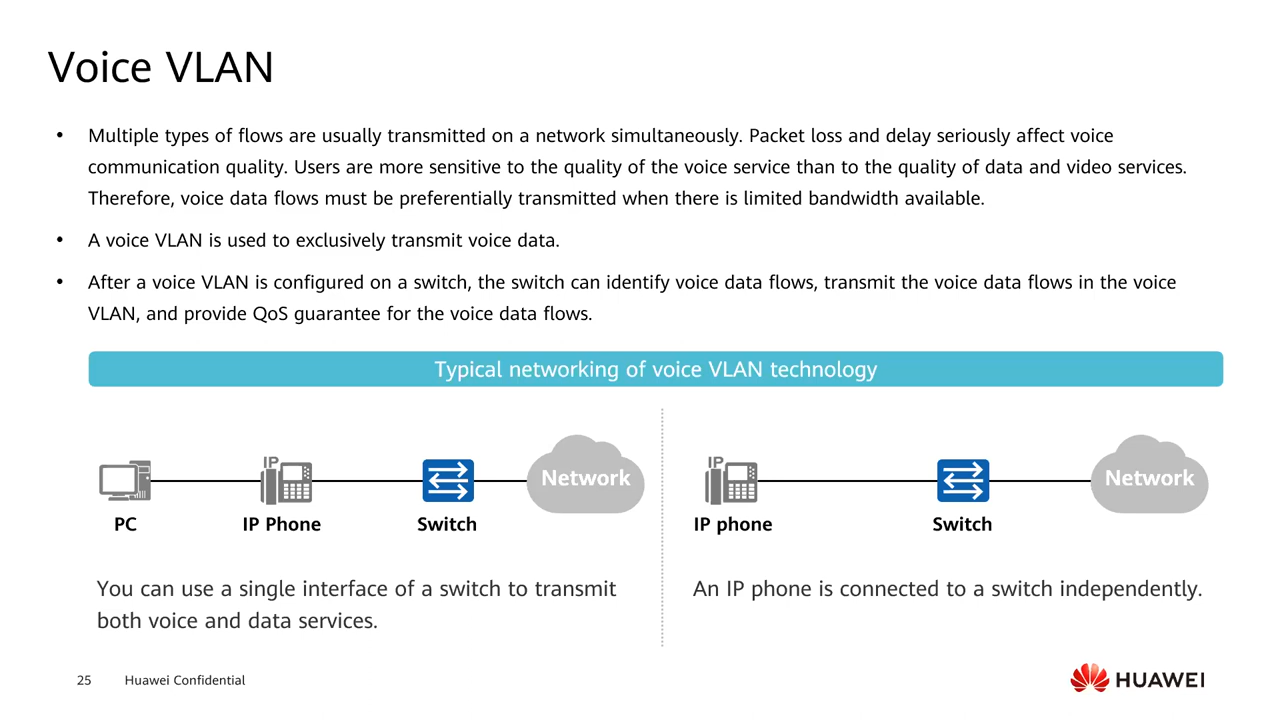 Voice VLAN
• Multiple types of flows are usually transmitted on a network simultaneously. Packet loss and delay seriously affect voice
communication quality. Users are more sensitive to the quality of the voice service than to the quality of data and video services.
Therefore, voice data flows must be preferentially transmitted when there is limited bandwidth available.
• A voice VLAN is used to exclusively transmit voice data.
• After a voice VLAN is configured on a switch, the switch can identify voice data flows, transmit the voice data flows in the voice
VLAN, and provide QoS guarantee for the voice data flows.
Typical networking of voice VLAN technology
IP
Network
PC
IP Phone
Switch
You can use a single interface of a switch to transmit
both voice and data services.
IP
Network
IP phone
Switch
An IP phone is connected to a switch independently.
25 Huawei Confidential
HUAWEI